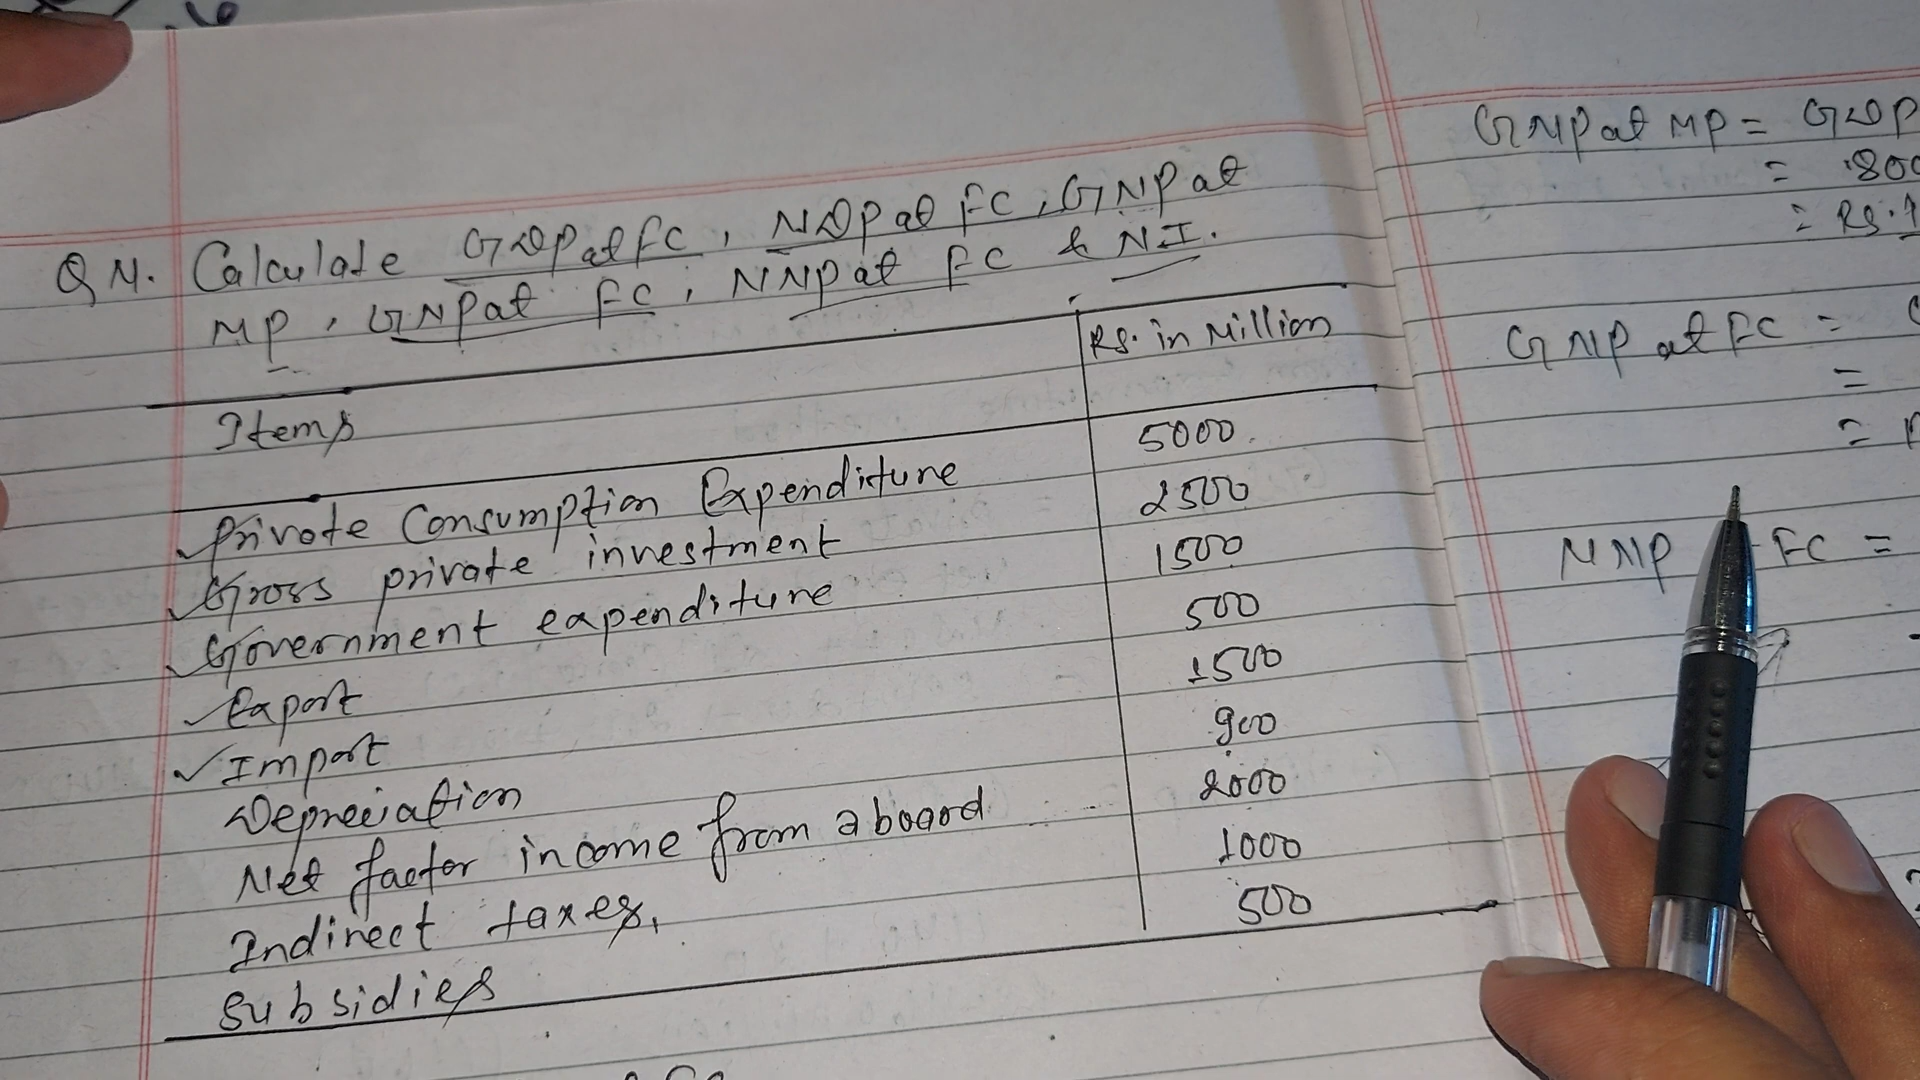 Q N. Calculate GDP at FC, NDP at FC, GNP at
MP, GNP at FC, NNP at FC & N.I.
Items
Rs. in Million
Private Consumption Expenditure
5000
Gross private investment
2500
Government expenditure
1500
Export
500
Import
1500
Depreciation
900
Net factor income from aboard
2000
Indirect taxes,
1000
Subsidies
500
GNP at MP = GDP
= 800
= Rs.
GNP at FC =
=
=
NNP FC =